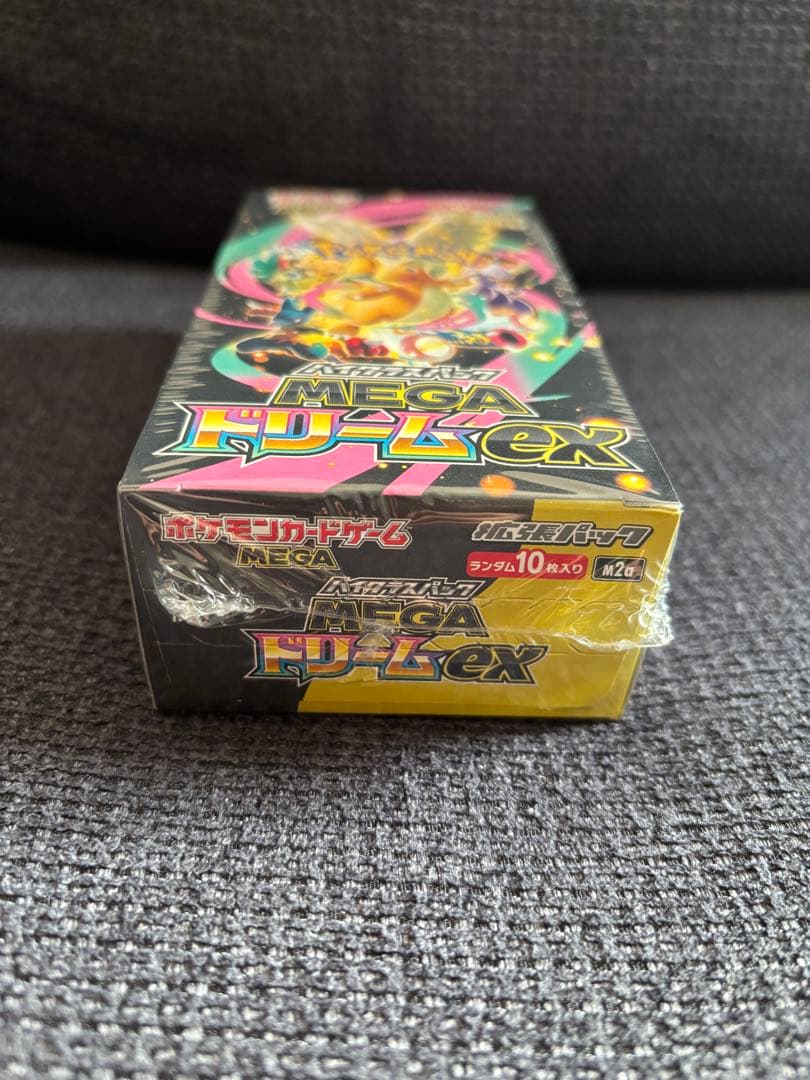 Pokémon
ハイクラスパック
MEGA
ドリームex
ポケモンカードゲーム
MEGA
拡張パック
ランダム10枚入り
M2a
ハイクラスパック
MEGA
ドリームex